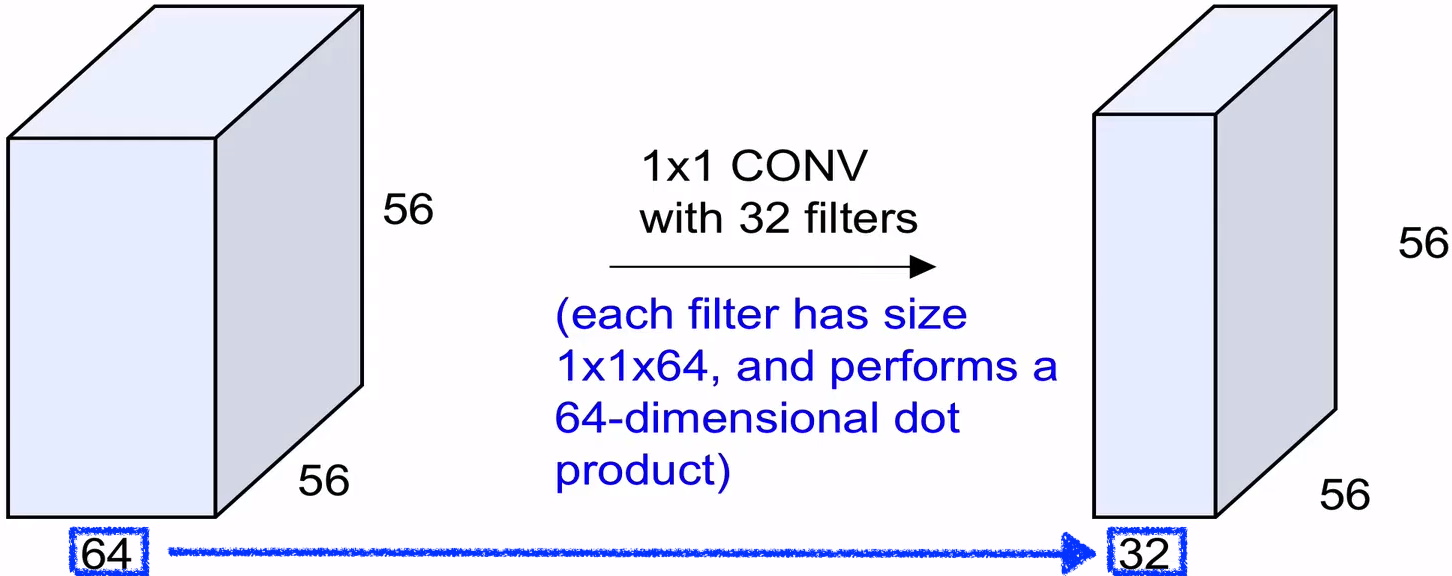 56
56
64
1x1 CONV
with 32 filters
(each filter has size
1x1x64, and performs a
64-dimensional dot
product)
56
56
32